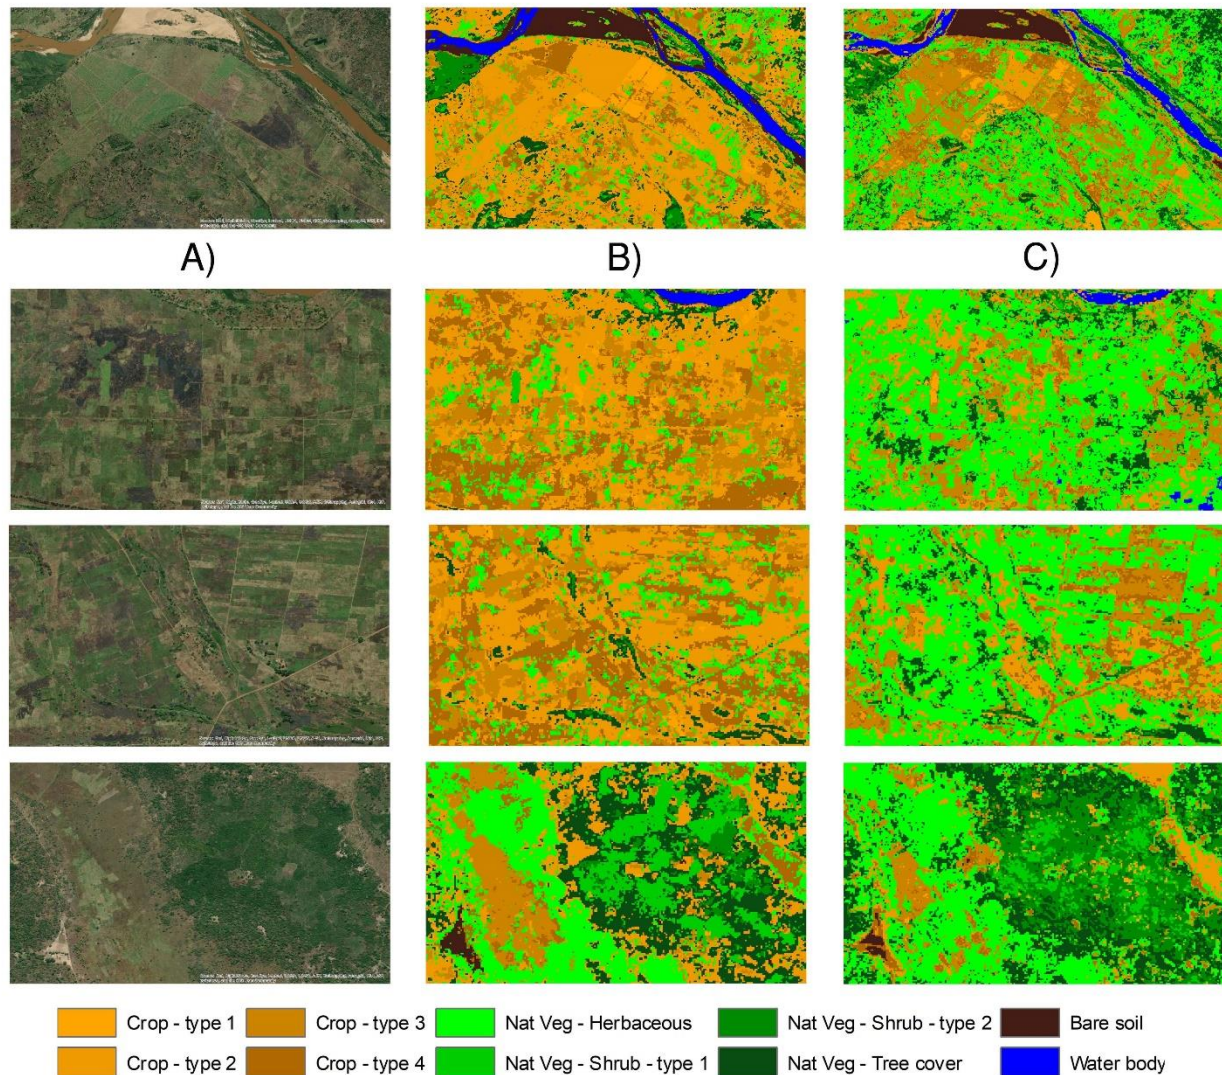 A)
B)
C)
Crop - type 1
Crop - type 3
Nat Veg - Herbaceous
Nat Veg - Shrub - type 2
Bare soil
Crop - type 2
Crop - type 4
Nat Veg - Shrub - type 1
Nat Veg - Tree cover
Water body